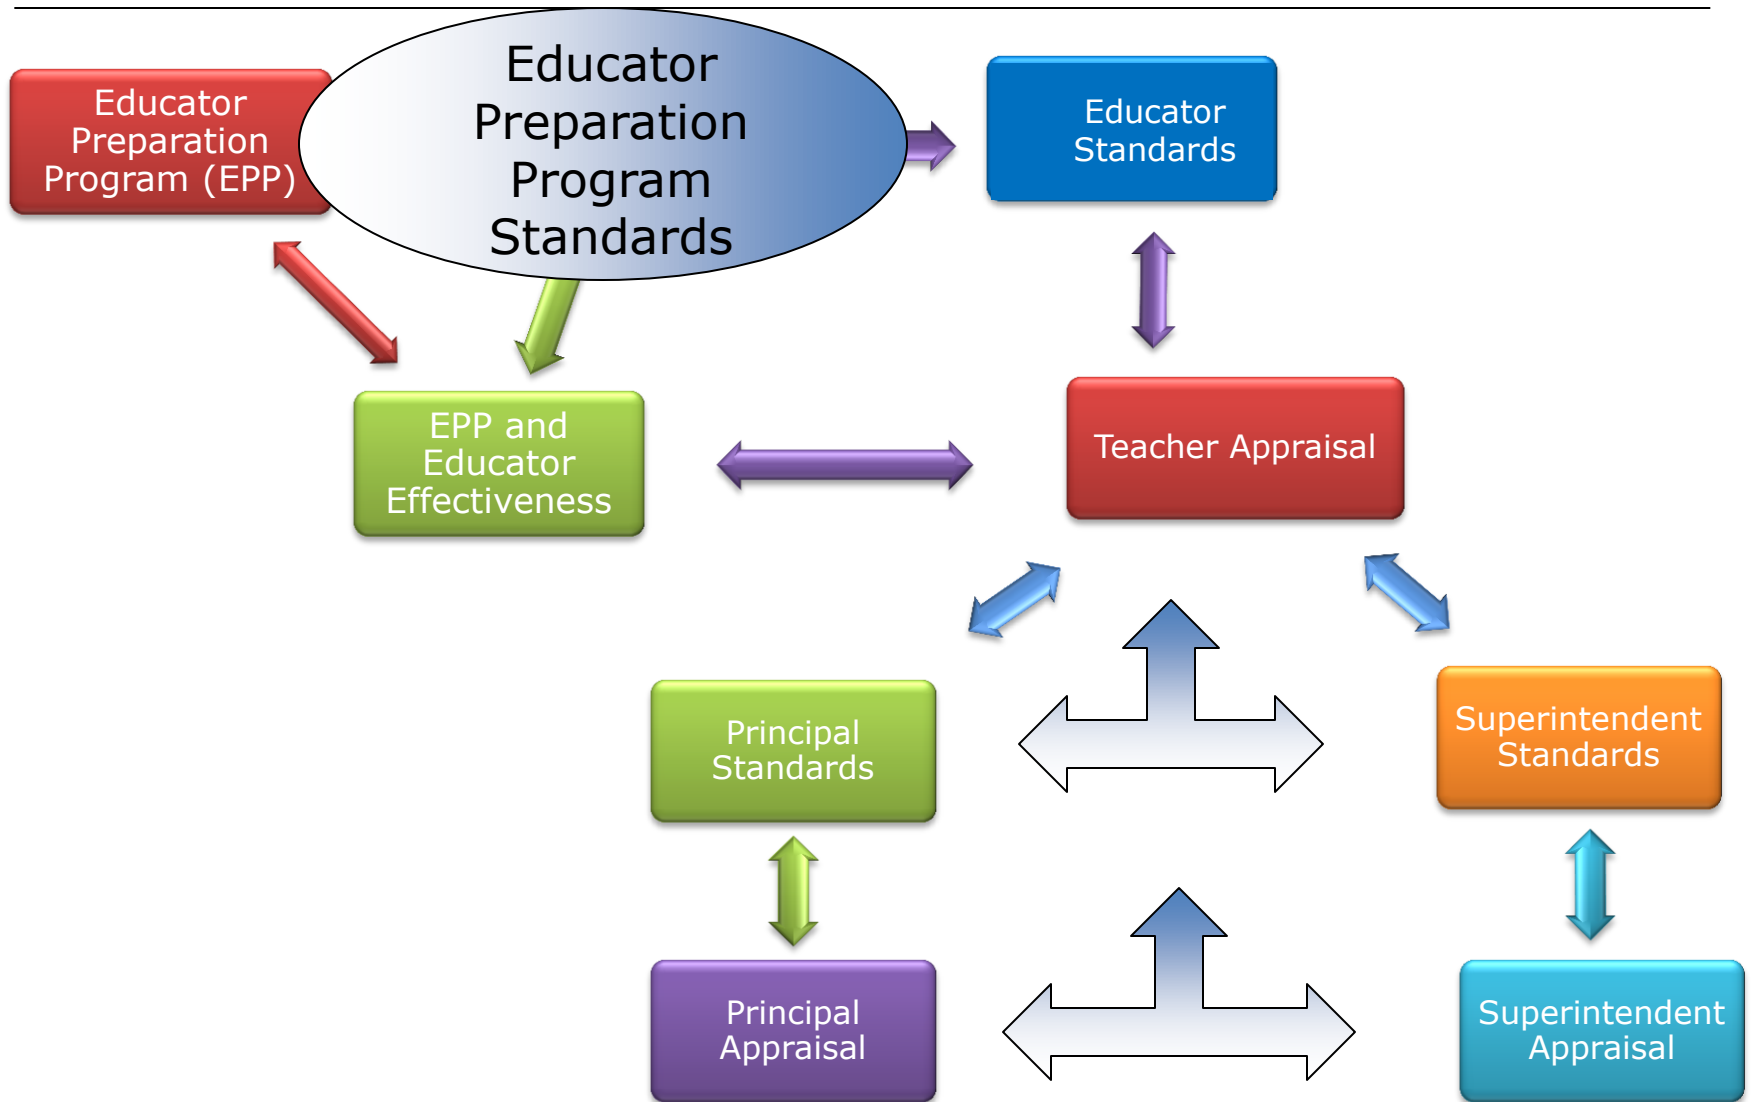 Educator
Preparation
Program (EPP)
Educator
Preparation
Program
Standards
Educator
Standards
EPP and
Educator
Effectiveness
Teacher Appraisal
Principal
Standards
Superintendent
Standards
Principal
Appraisal
Superintendent
Appraisal